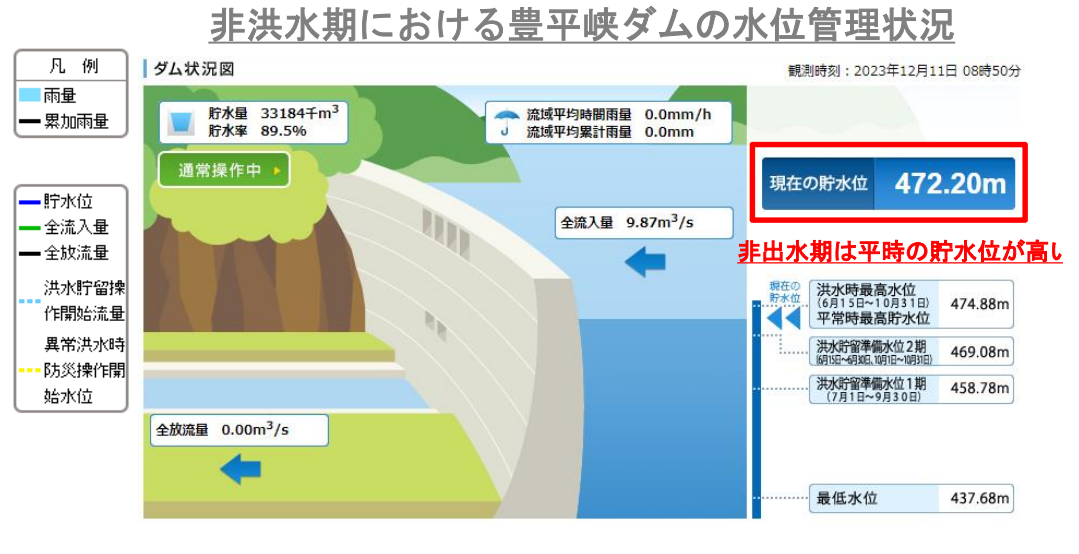 非洪水期における豊平峡ダムの水位管理状況
凡 例
雨量
累加雨量
貯水位
全流入量
全放流量
洪水貯留操
作開始流量
異常洪水時
防災操作開
始水位
ダム状況図
観測時刻：2023年12月11日 08時50分
貯水量 33184千m³
貯水率 89.5%
流域平均時間雨量 0.0mm/h
流域平均累計雨量 0.0mm
通常操作中
全流入量 9.87m³/s
全放流量 0.00m³/s
現在の貯水位 472.20m
非出水期は平時の貯水位が高い
現在の
貯水位
洪水時最高水位
(6月15日～10月31日)
平常時最高貯水位
474.88m
洪水貯留準備水位2期
(6月15日～6月30日、10月1日～10月31日)
469.08m
洪水貯留準備水位1期
(7月1日～9月30日)
458.78m
最低水位 437.68m